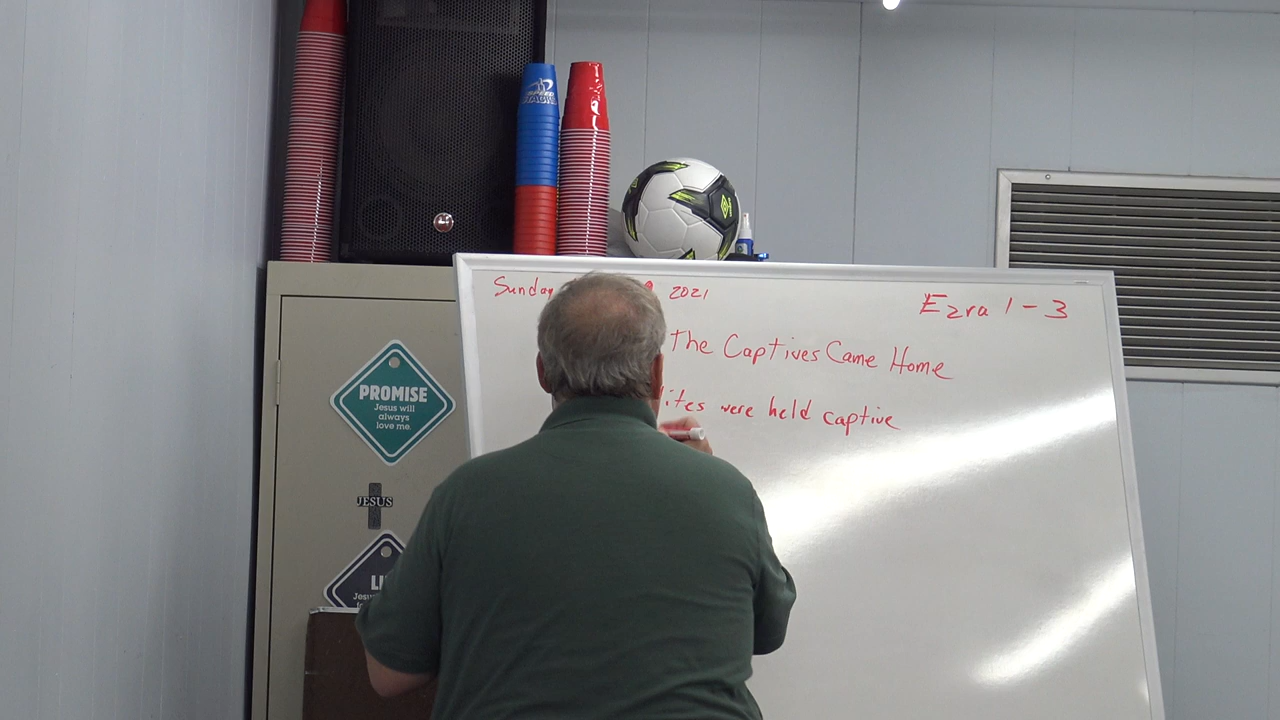 Sunday 2021
Ezra 1-3
The Captives Came Home
were held captive
PROMISE
Jesus will
always
love me.
JESUS